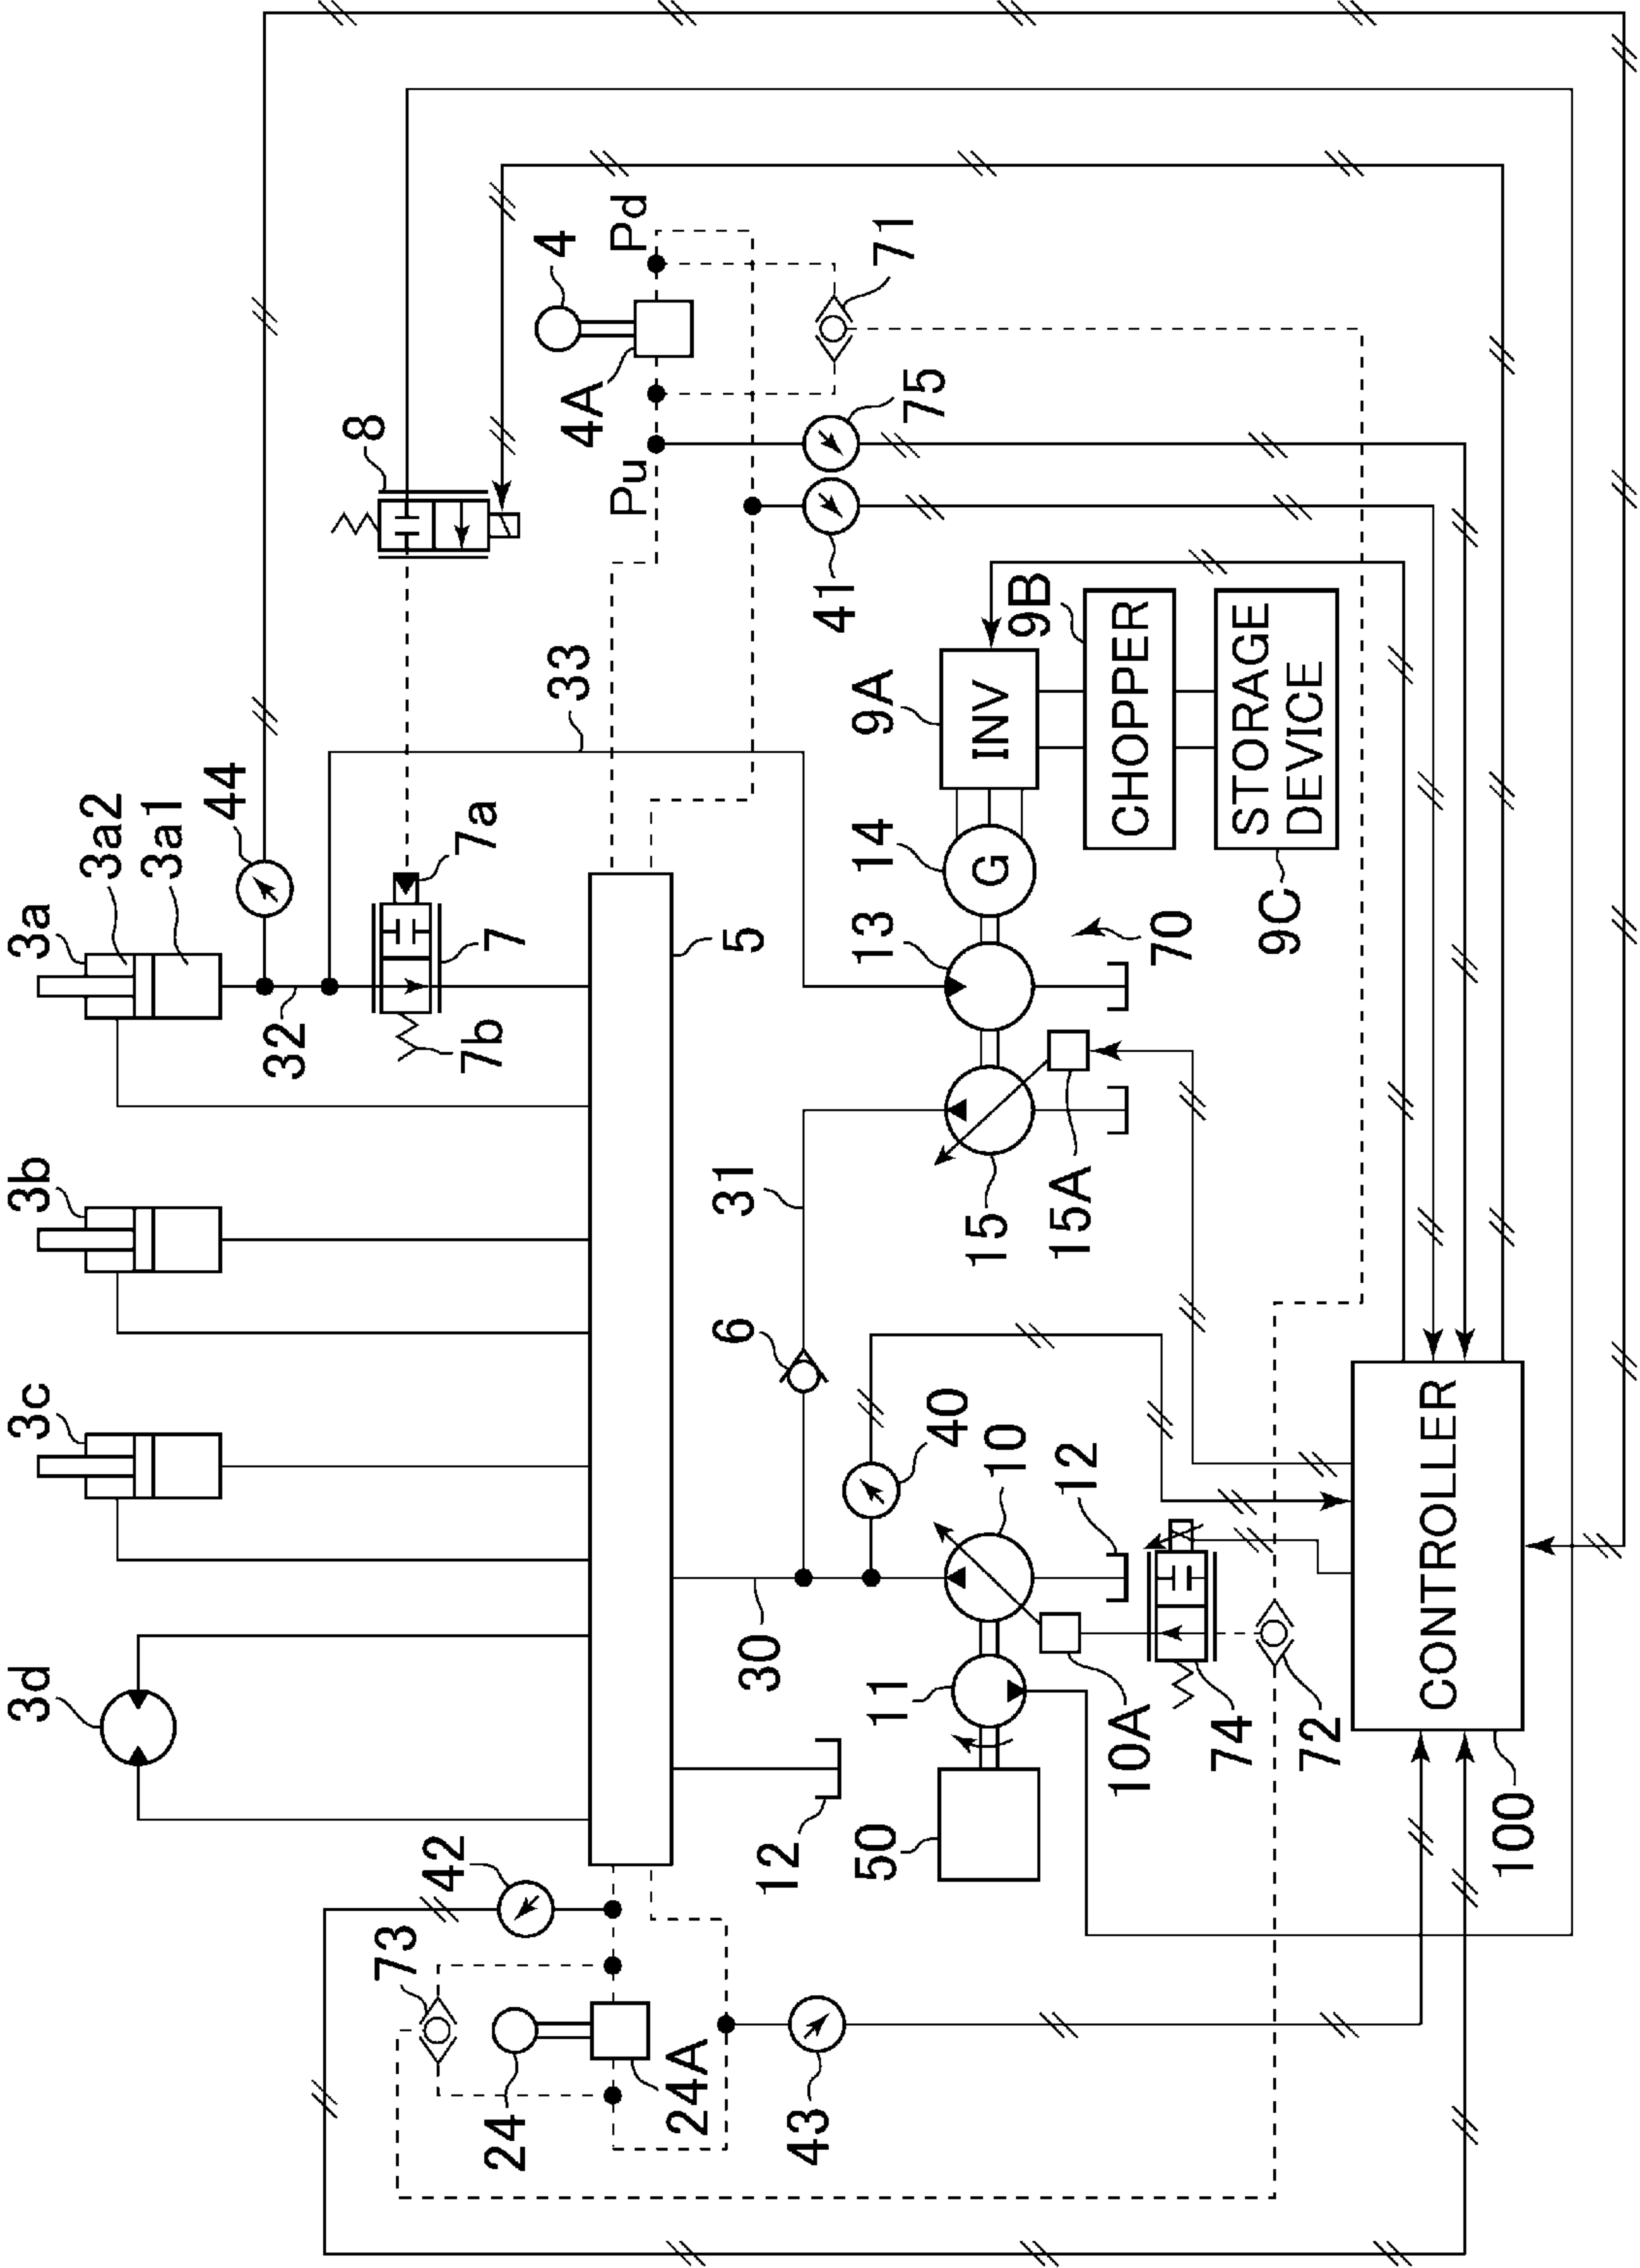 3d
3c
3b
3a
3a2
3a1
44
32
7a
7
7b
33
8
4
Pd
4A
Pu
71
75
41
5
42
73
24
24A
43
12
30
31
6
40
10
12
50
11
10A
74
72
15
15A
13
14
70
9A
INV
9B
CHOPPER
STORAGE
DEVICE
9C
G
CONTROLLER
100